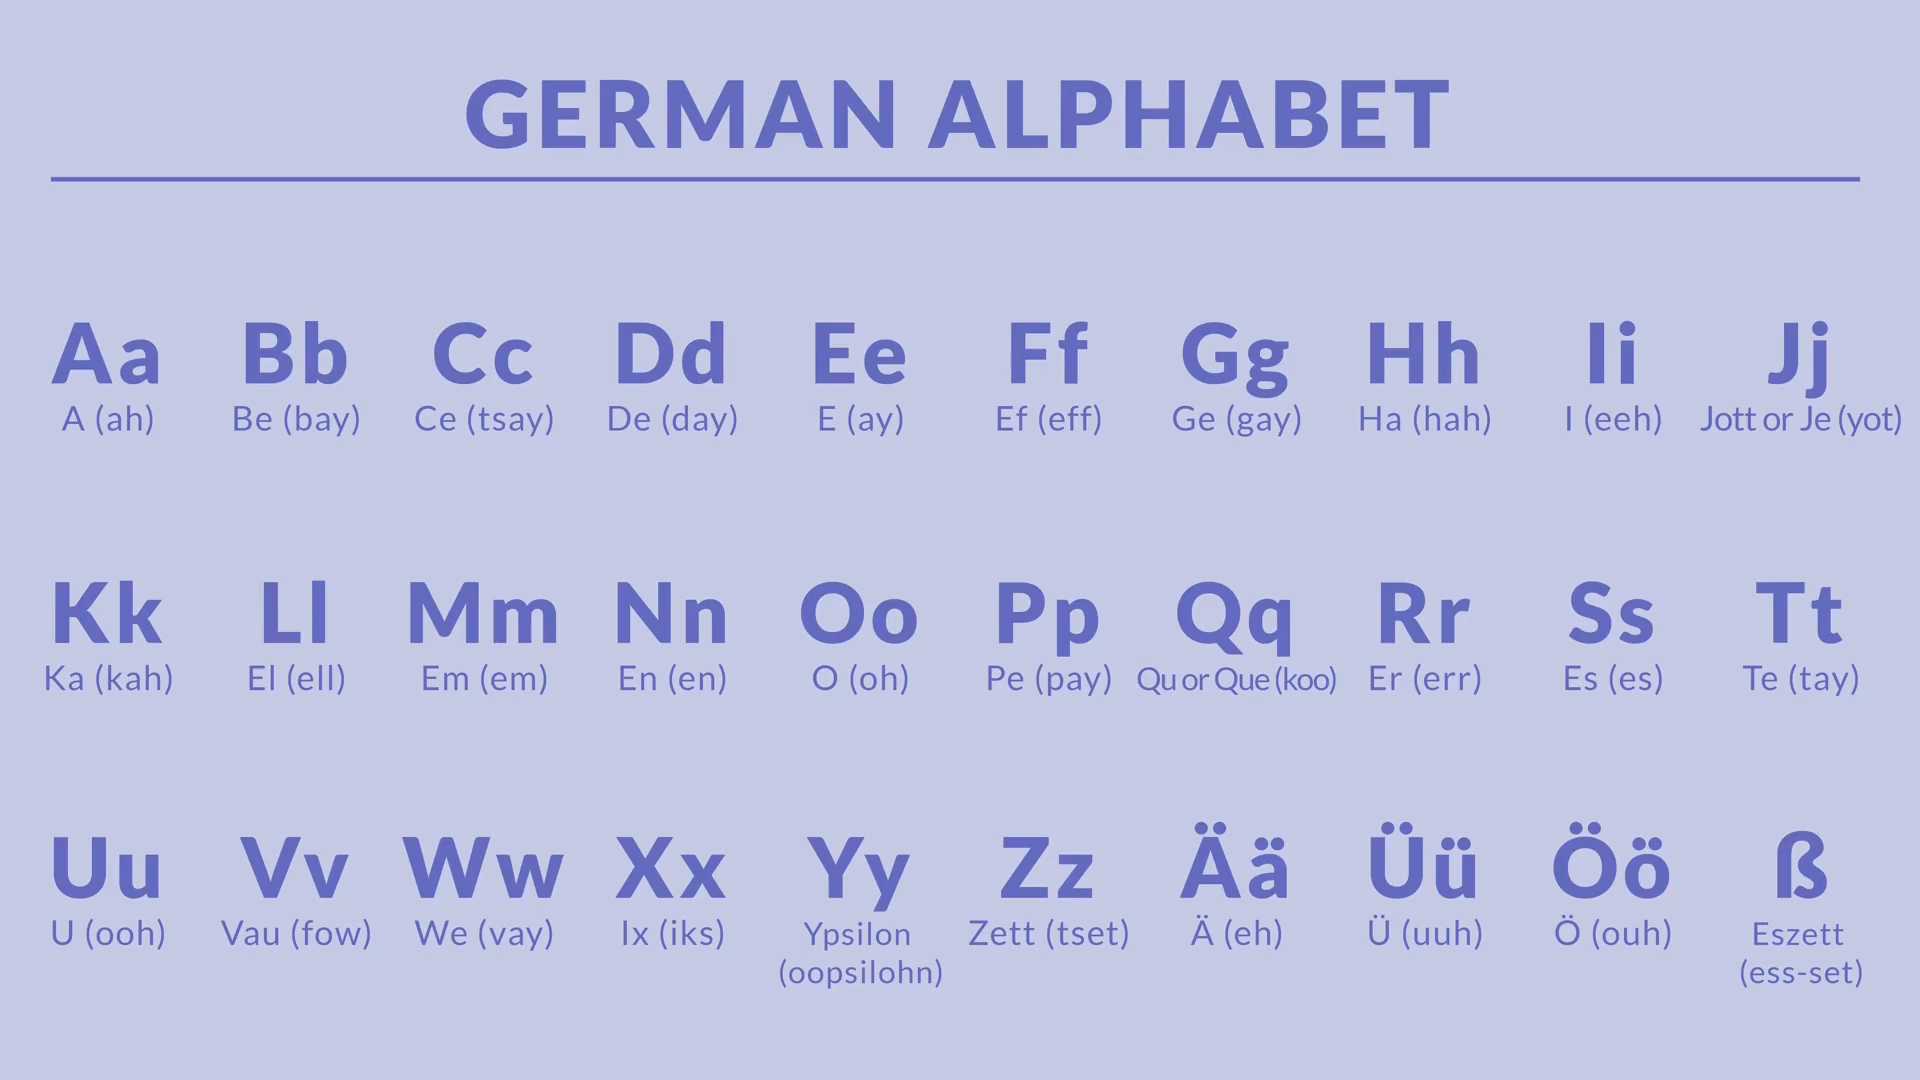 GERMAN ALPHABET
Aa Bb Cc Dd Ee Ff Gg Hh Ii Jj
A (ah) Be (bay) Ce (tsay) De (day) E (ay) Ef (eff) Ge (gay) Ha (hah) I (eeh) Jott or Je (yot)
Kk Ll Mm Nn Oo Pp Qq Rr Ss Tt
Ka (kah) El (ell) Em (em) En (en) O (oh) Pe (pay) Qu or Que (koo) Er (err) Es (es) Te (tay)
Uu Vv Ww Xx Yy Zz Ää Üü Öö ß
U (ooh) Vau (fow) We (vay) Ix (iks) Ypsilon Zett (tset) Ä (eh) Ü (uuh) Ö (ouh) Eszett
(oopsilohn) (ess-set)